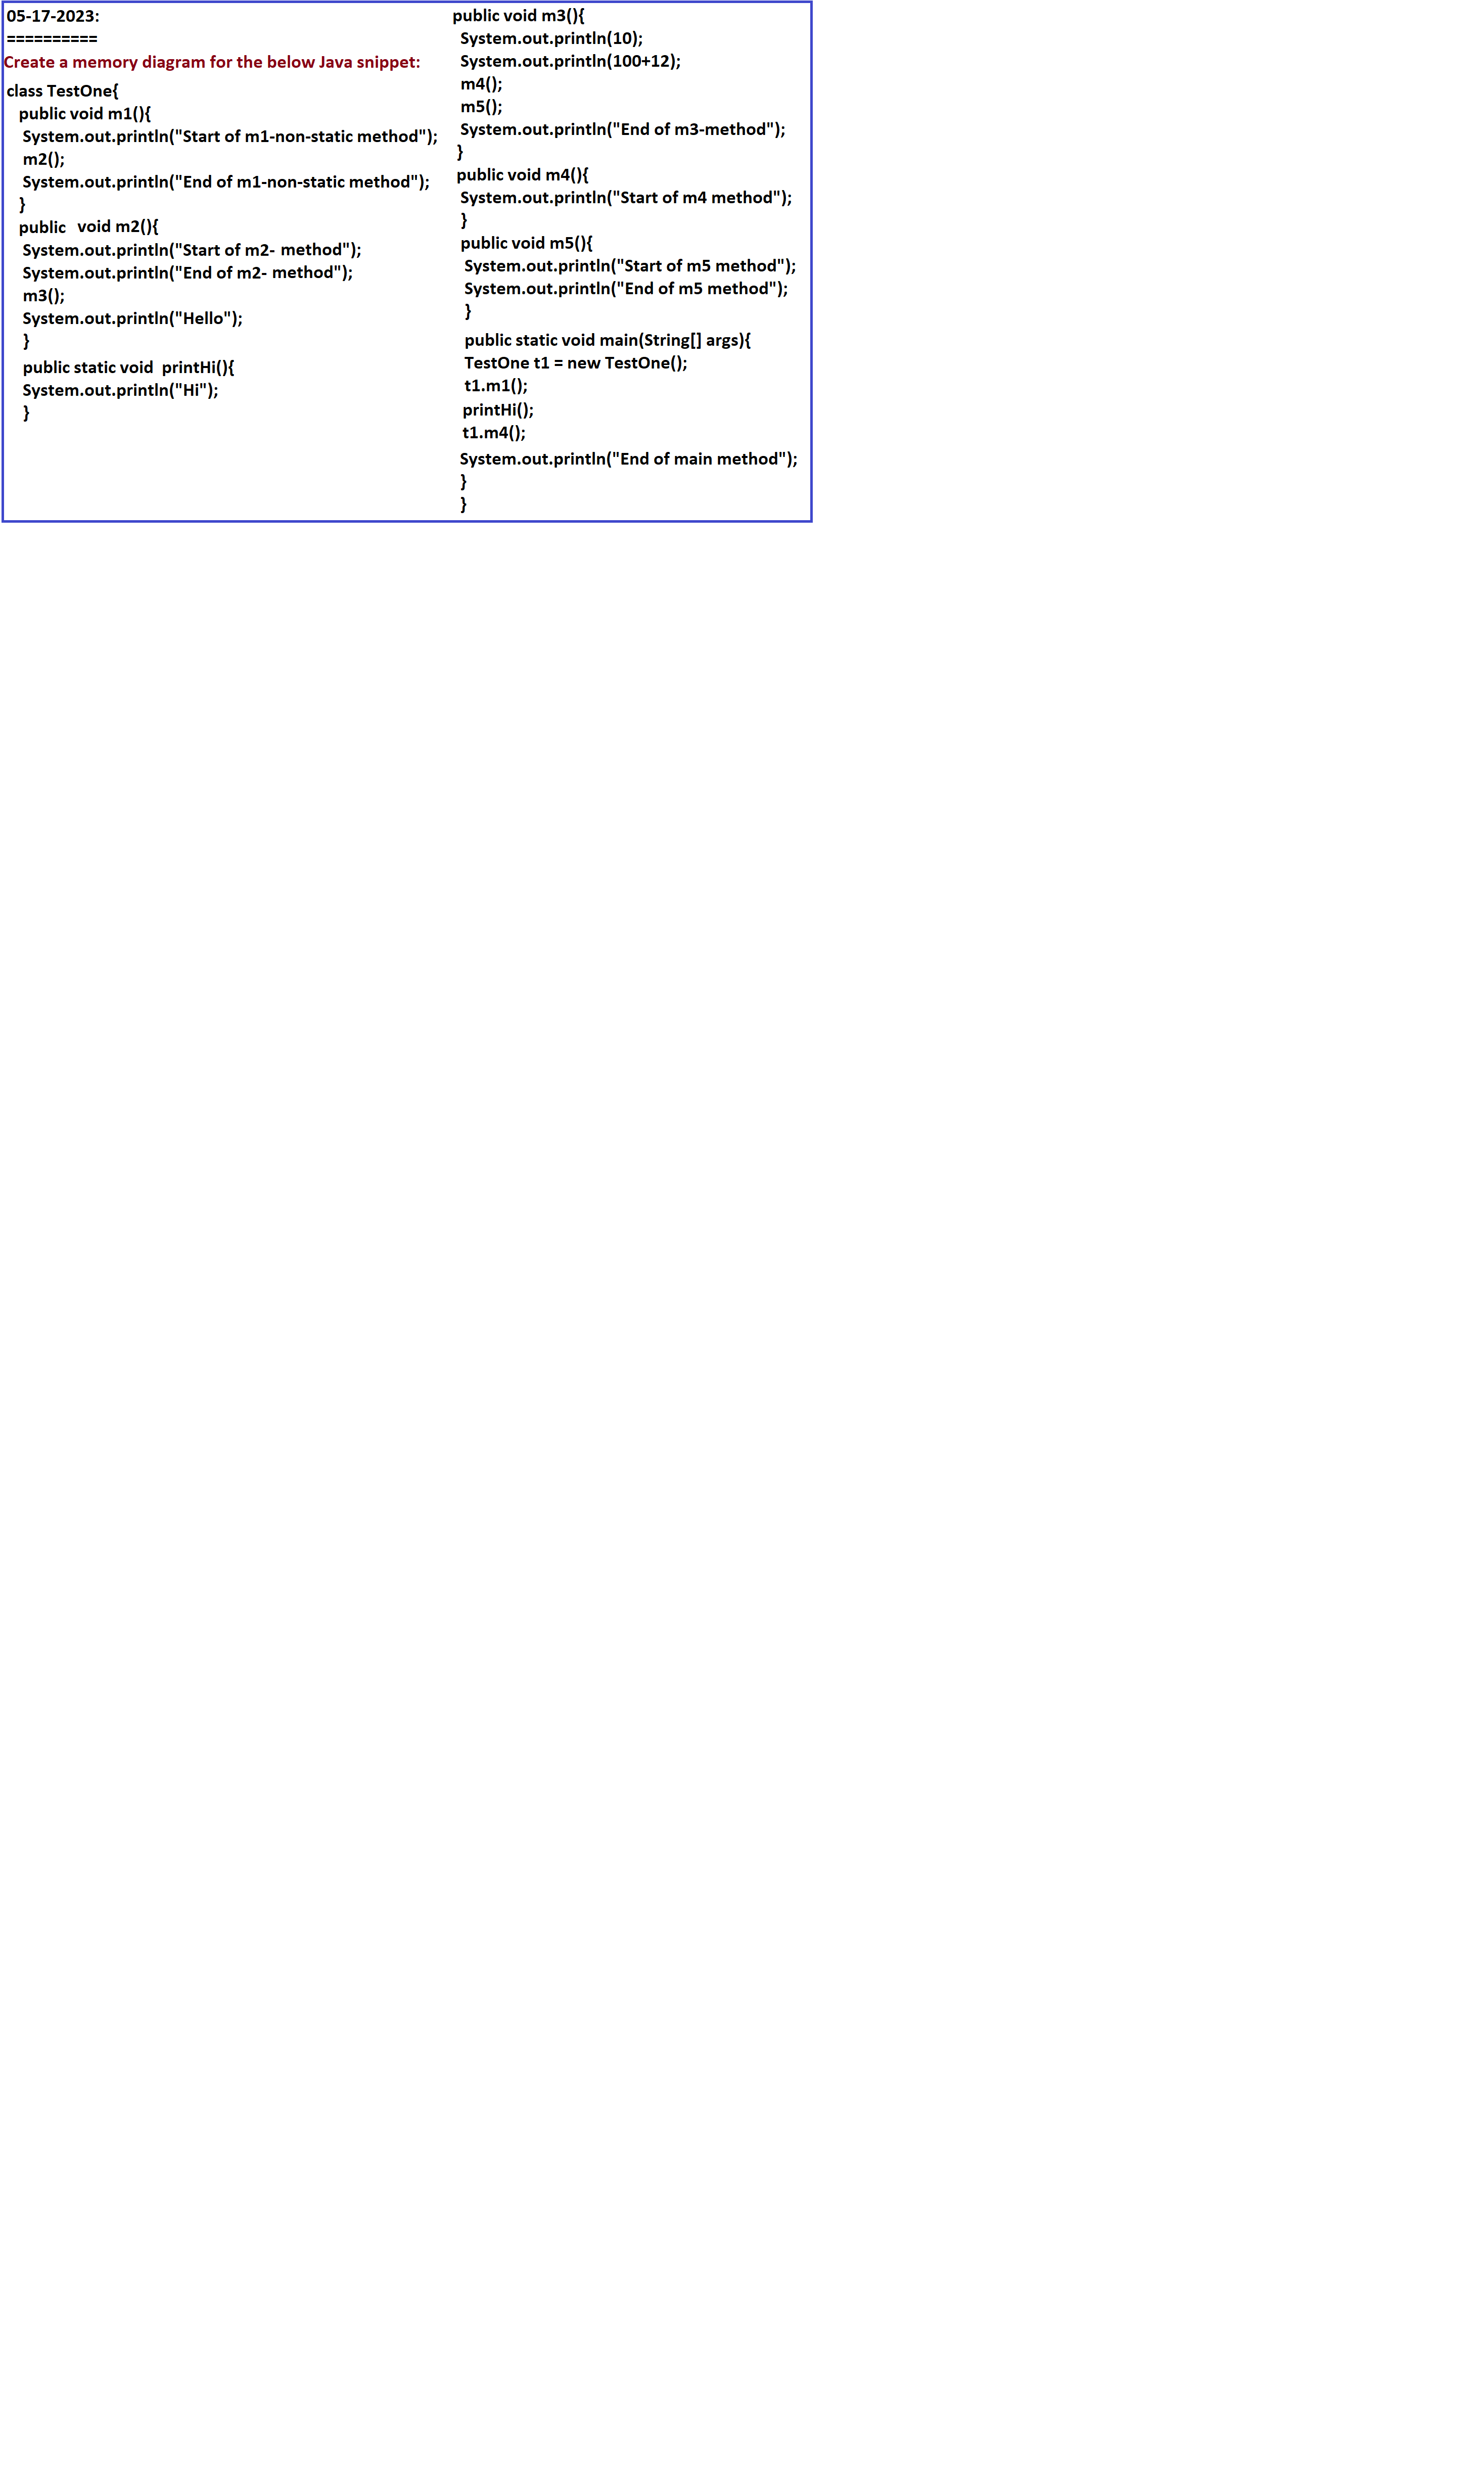 05-17-2023:
==========
Create a memory diagram for the below Java snippet:
class TestOne{
public void m1(){
System.out.println("Start of m1-non-static method");
m2();
System.out.println("End of m1-non-static method");
}
public void m2(){
System.out.println("Start of m2- method");
System.out.println("End of m2- method");
m3();
System.out.println("Hello");
}
public static void printHi(){
System.out.println("Hi");
}
public void m3(){
System.out.println(10);
System.out.println(100+12);
m4();
m5();
System.out.println("End of m3-method");
}
public void m4(){
System.out.println("Start of m4 method");
}
public void m5(){
System.out.println("Start of m5 method");
System.out.println("End of m5 method");
}
public static void main(String[] args){
TestOne t1 = new TestOne();
t1.m1();
printHi();
t1.m4();
System.out.println("End of main method");
}
}